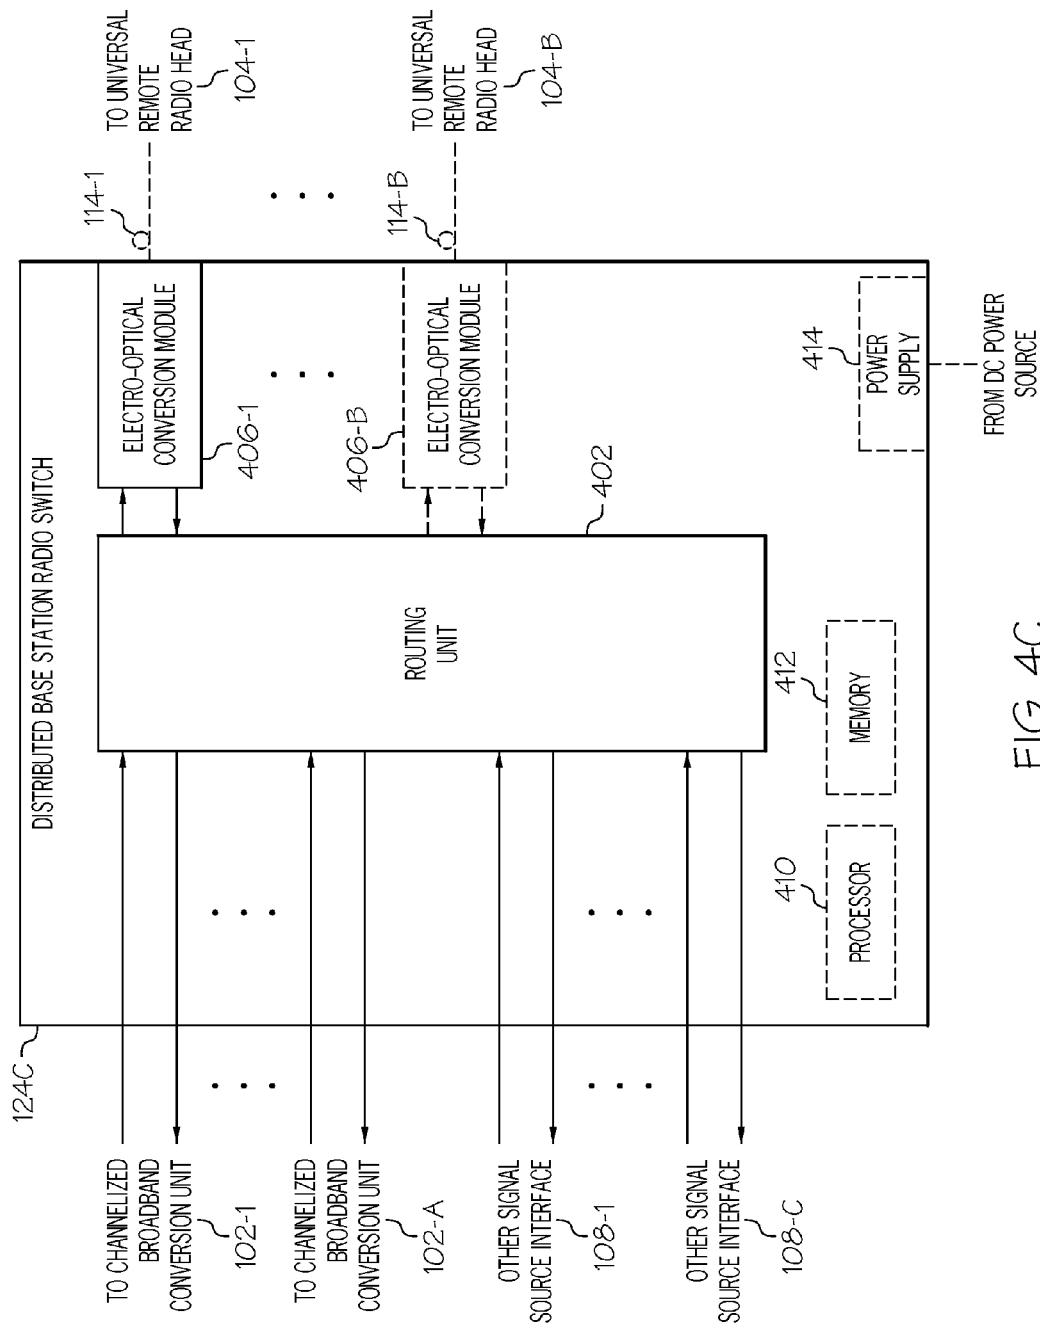 DISTRIBUTED BASE STATION RADIO SWITCH
124C
TO CHANNELIZED
BROADBAND
CONVERSION UNIT
102-1
TO CHANNELIZED
BROADBAND
CONVERSION UNIT
102-A
OTHER SIGNAL
SOURCE INTERFACE
108-1
OTHER SIGNAL
SOURCE INTERFACE
108-C
ROUTING
UNIT
402
ELECTRO-OPTICAL
CONVERSION MODULE
406-1
ELECTRO-OPTICAL
CONVERSION MODULE
406-B
114-1
TO UNIVERSAL
REMOTE
RADIO HEAD
104-1
114-B
TO UNIVERSAL
REMOTE
RADIO HEAD
104-B
PROCESSOR
410
MEMORY
412
POWER
SUPPLY
414
FROM DC POWER
SOURCE
FIG. 4C